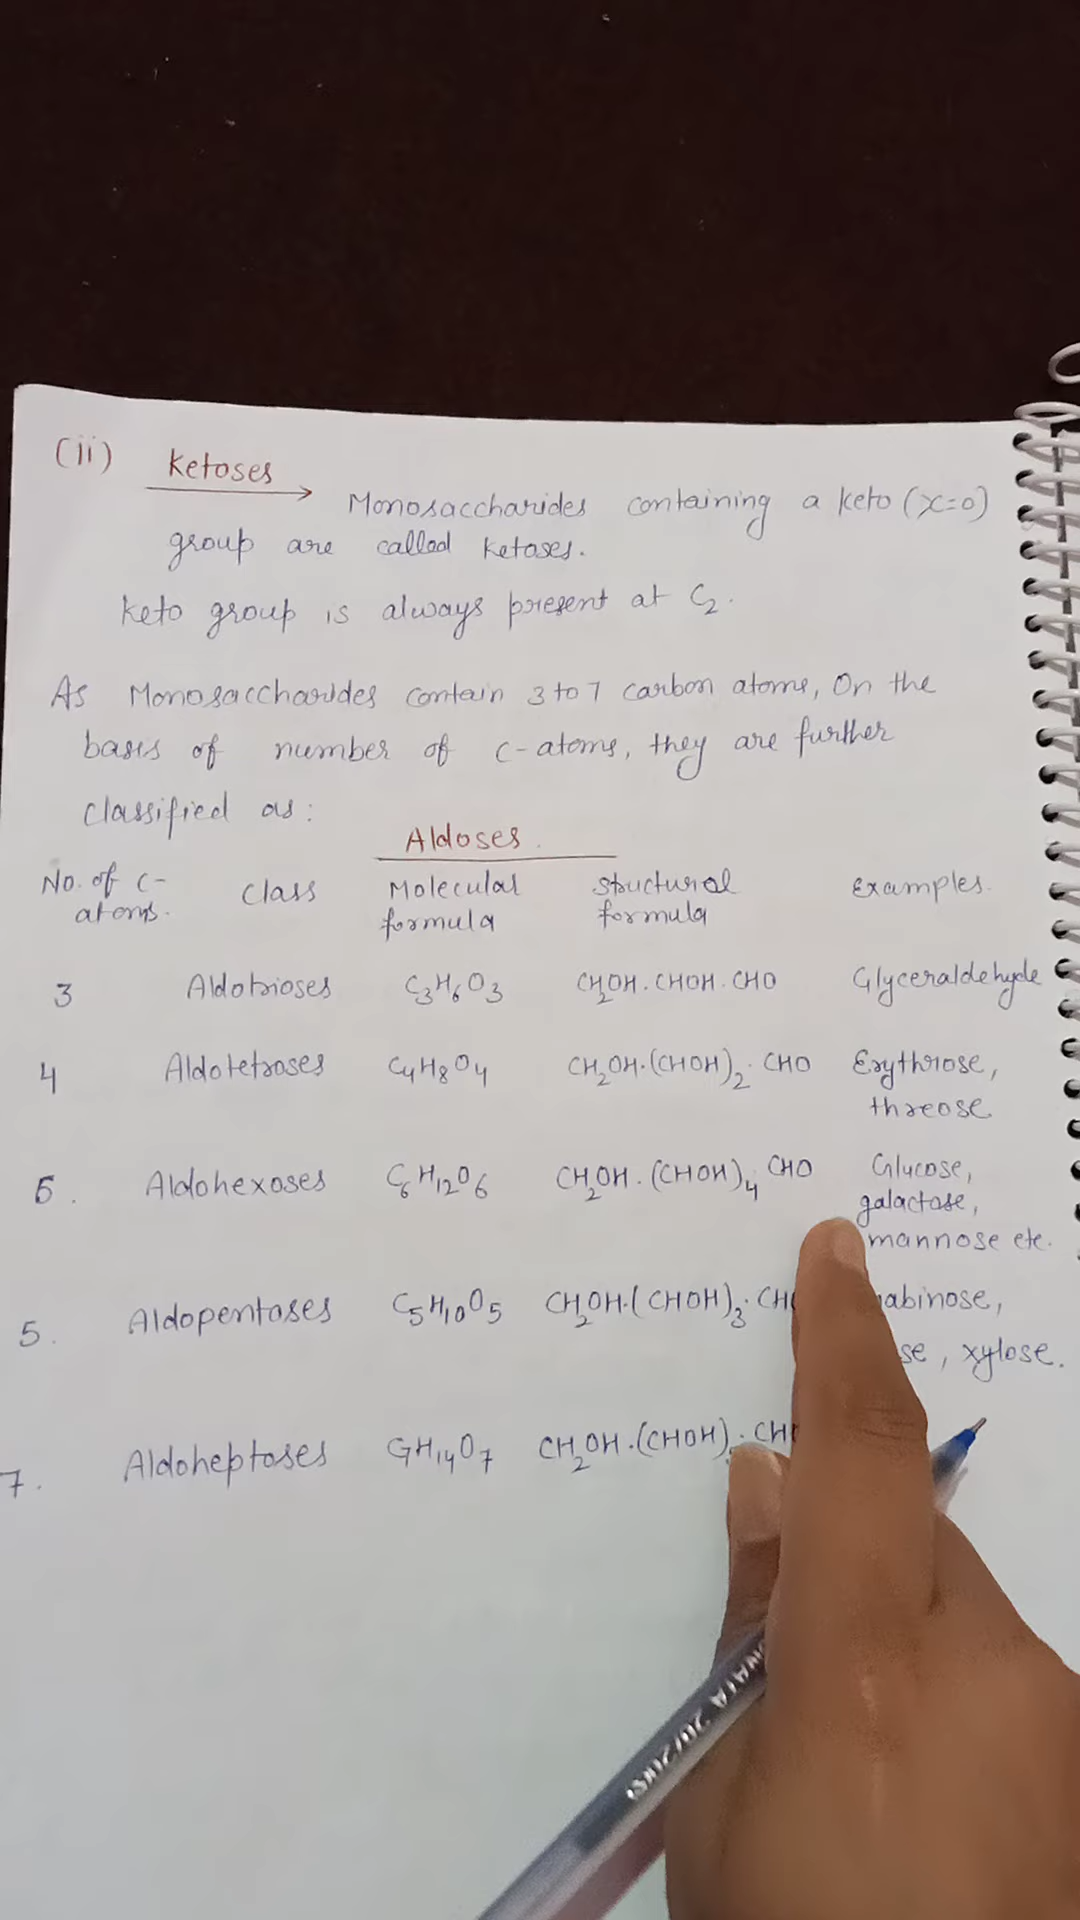 (ii) Ketoses
Monosaccharides containing a keto (>C=O)
group are called ketoses.
Keto group is always present at C₂.
As Monosaccharides contain 3 to 7 carbon atoms, On the
basis of number of C-atoms, they are further
classified as:
Aldoses.
No. of C-atoms. Class Molecular formula Structural formula Examples.
3 Aldotrioses C₃H₆O₃ CH₂OH.CHOH.CHO Glyceraldehyde
4 Aldotetroses C₄H₈O₄ CH₂OH.(CHOH)₂.CHO Erythrose,
threose.
6. Aldohexoses C₆H₁₂O₆ CH₂OH.(CHOH)₄ CHO Glucose,
galactose,
mannose etc.
5. Aldopentoses C₅H₁₀O₅ CH₂OH.(CHOH)₃.CH abinose,
se, xylose.
7. Aldoheptoses C₇H₁₄O₇ CH₂OH.(CHOH) .CH